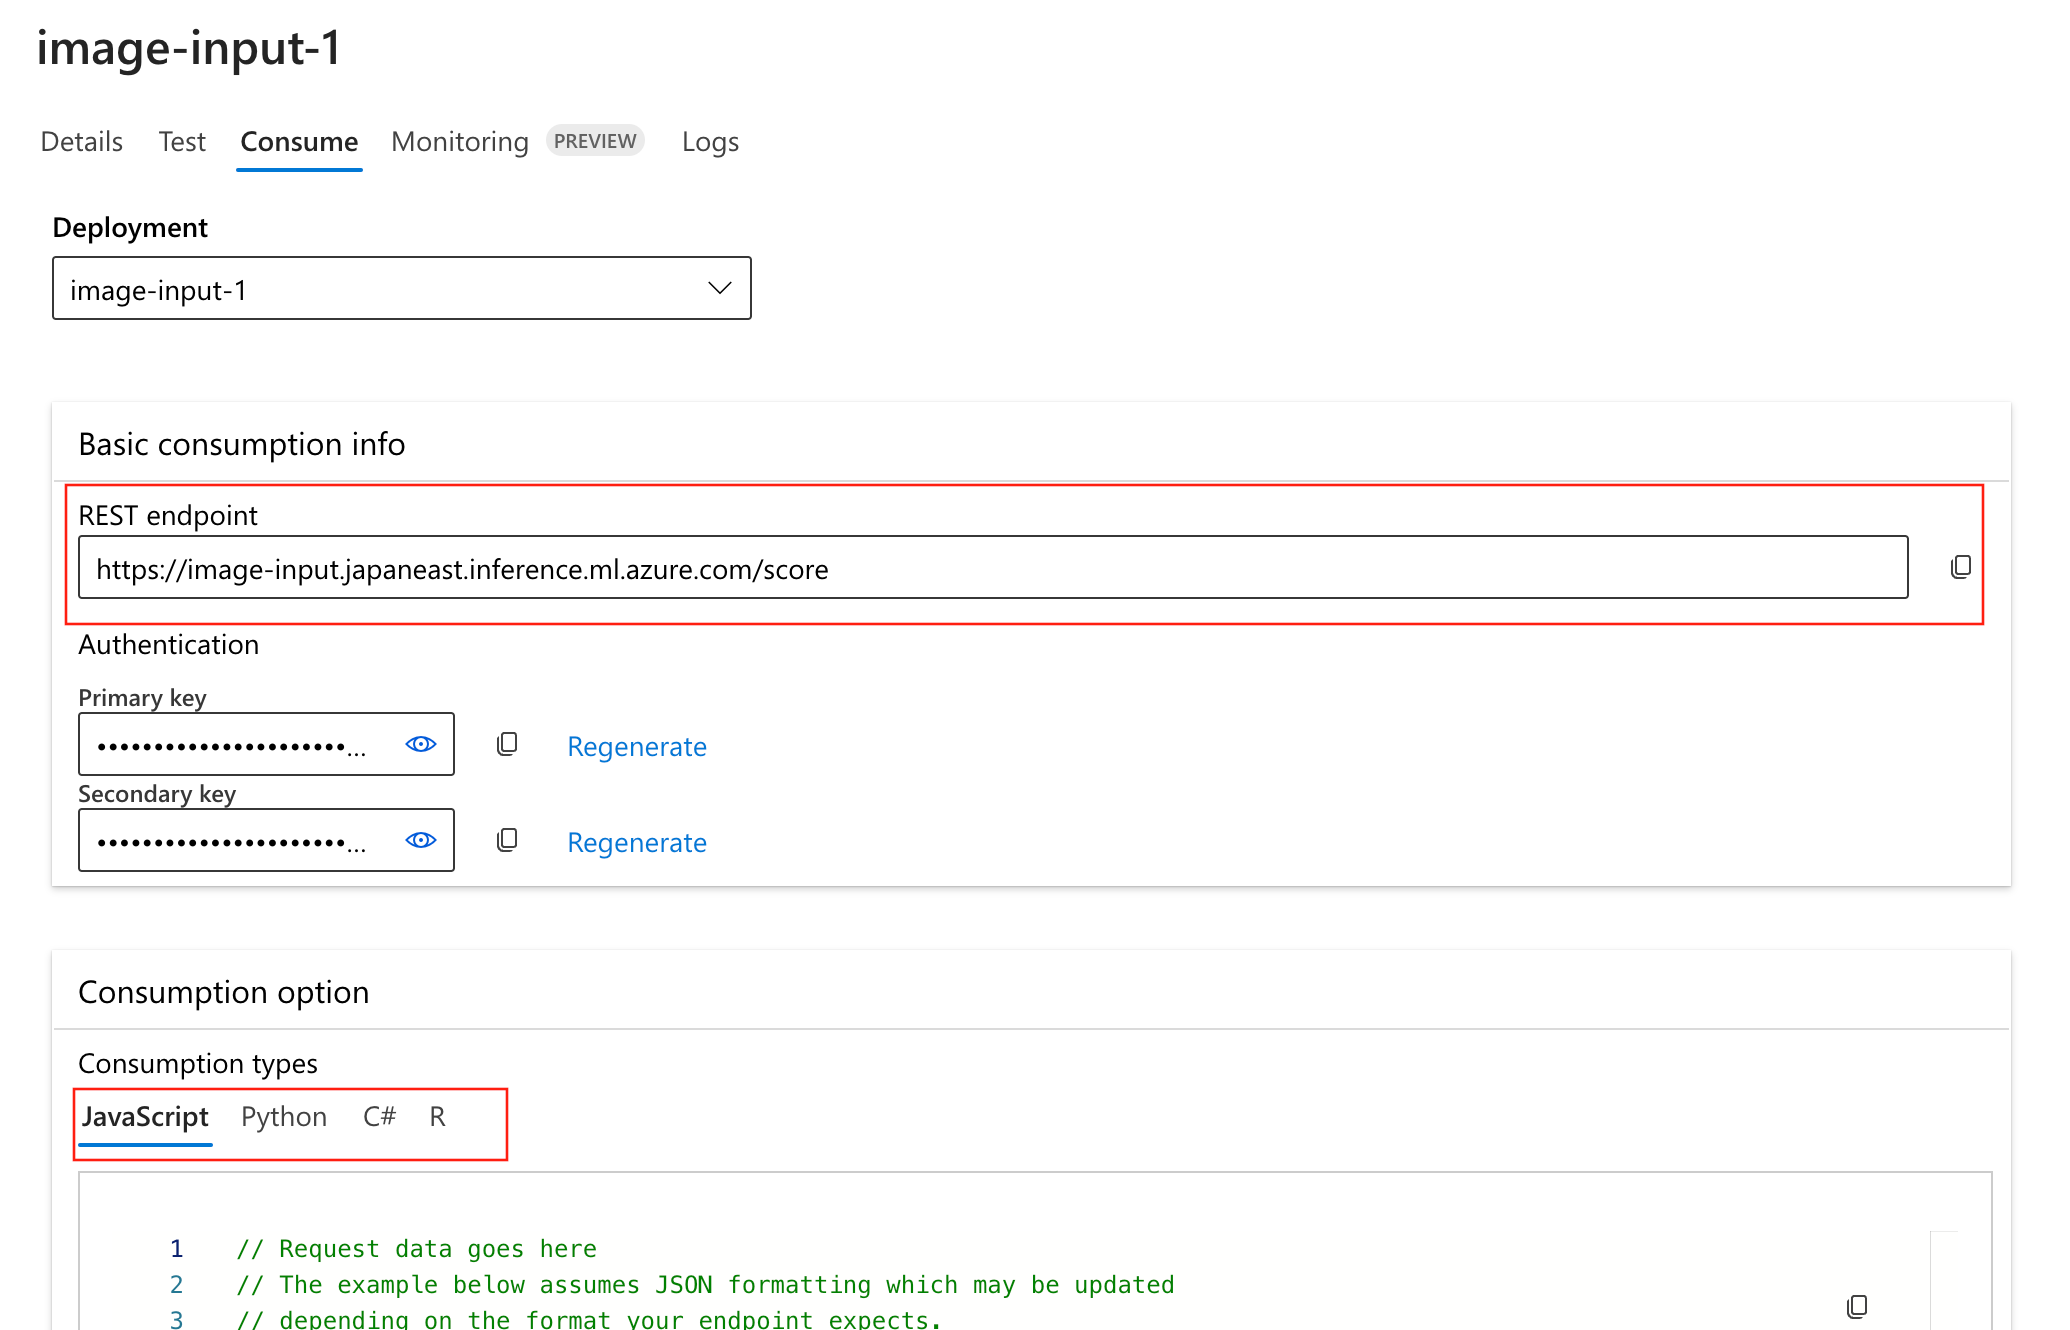 image-input-1
Details Test Consume Monitoring PREVIEW Logs
Deployment
image-input-1
Basic consumption info
REST endpoint
https://image-input.japaneast.inference.ml.azure.com/score
Authentication
Primary key
••••••••••••••••••••••... Regenerate
Secondary key
••••••••••••••••••••••... Regenerate
Consumption option
Consumption types
JavaScript Python C# R
1 // Request data goes here
2 // The example below assumes JSON formatting which may be updated
3 // depending on the format your endpoint expects.